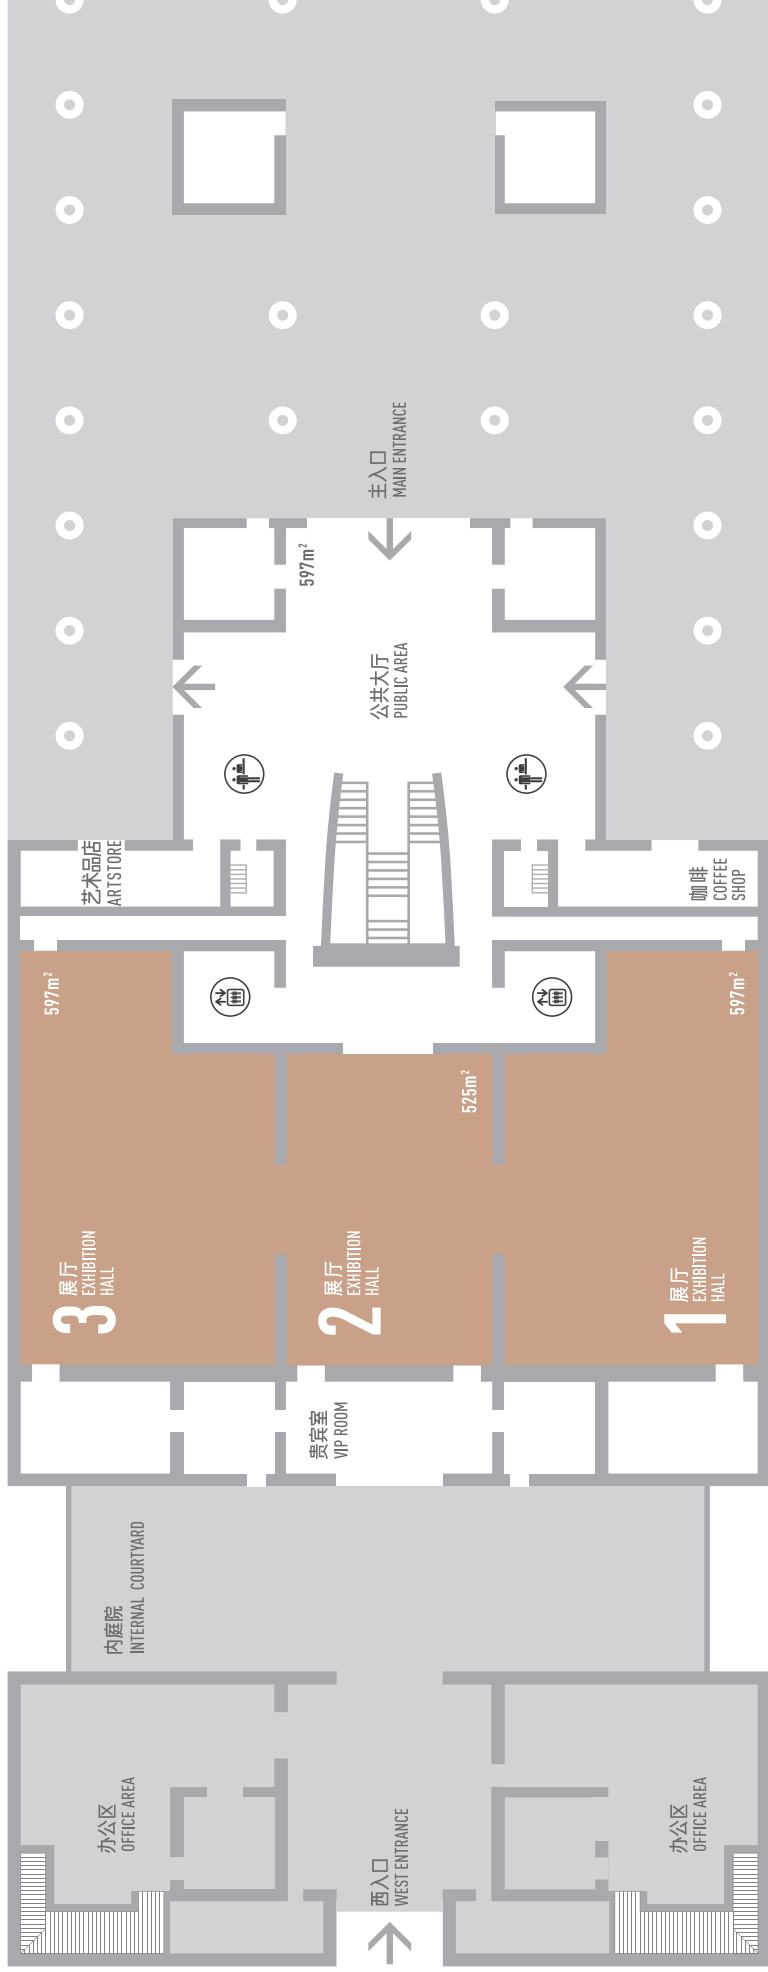 主入口
MAIN ENTRANCE
597m²
公共大厅
PUBLIC AREA
艺术品店
ARTSTORE
咖啡
COFFEE
SHOP
597m²
597m²
525m²
3
展厅
EXHIBITION
HALL
2
展厅
EXHIBITION
HALL
1
展厅
EXHIBITION
HALL
贵宾室
VIP ROOM
内庭院
INTERNAL COURTYARD
办公区
OFFICE AREA
西入口
WEST ENTRANCE
办公区
OFFICE AREA